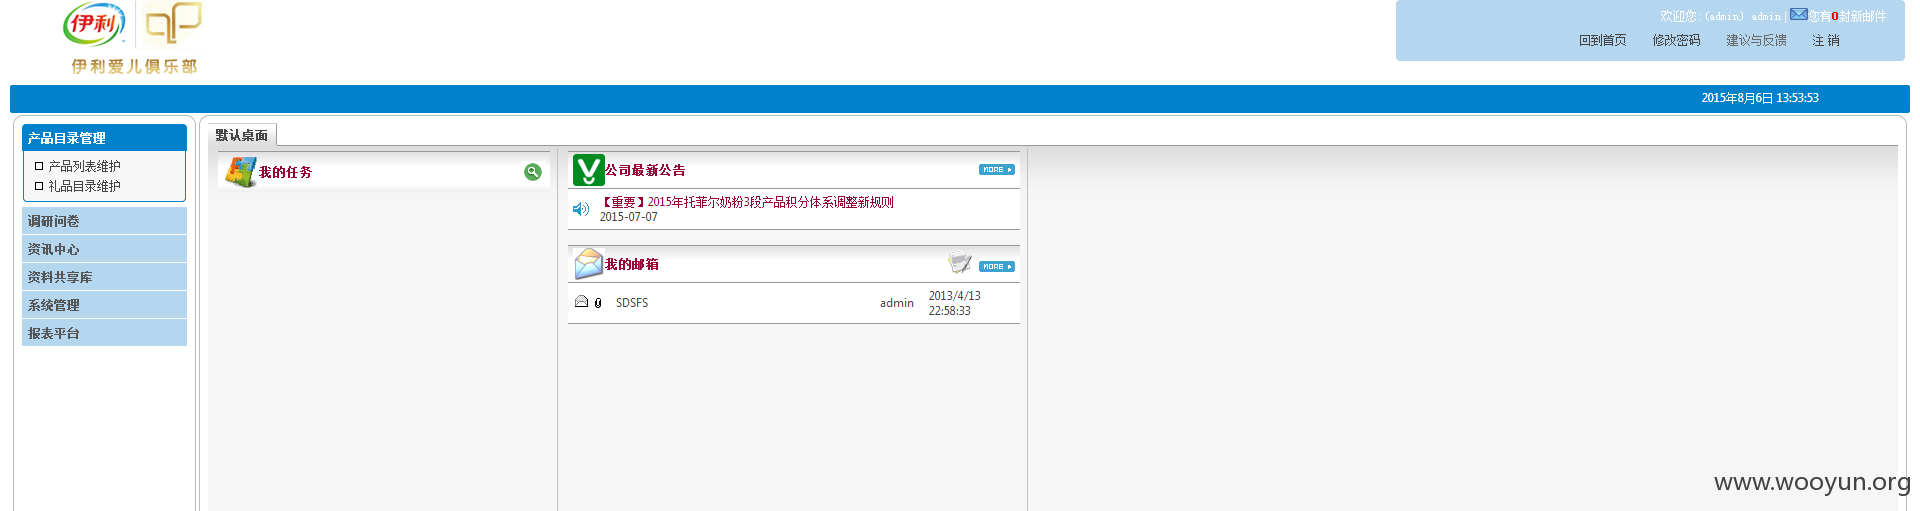 伊利
伊利爱儿俱乐部
欢迎您:(admin) admin | 您有0封新邮件
回到首页 修改密码 建议与反馈 注 销
2015年8月6日 13:53:53
产品目录管理
产品列表维护
礼品目录维护
调研问卷
资讯中心
资料共享库
系统管理
报表平台
默认桌面
我的任务
公司最新公告
MORE
【重要】2015年托菲尔奶粉3段产品积分体系调整新规则
2015-07-07
我的邮箱
MORE
SDSFS admin 2013/4/13
22:58:33
www.wooyun.org